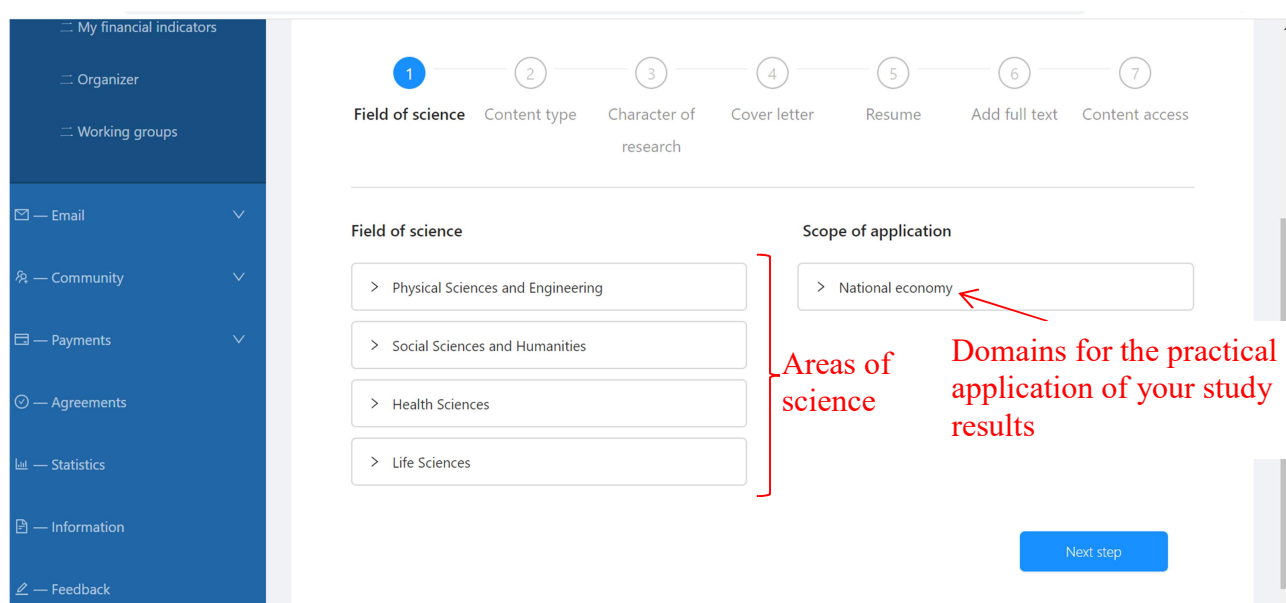 My financial indicators
Organizer
Working groups
— Email
— Community
— Payments
— Agreements
— Statistics
— Information
— Feedback
1 2 3 4 5 6 7
Field of science Content type Character of Cover letter Resume Add full text Content access
research
Field of science
Physical Sciences and Engineering
Social Sciences and Humanities
Health Sciences
Life Sciences
Areas of
science
Scope of application
National economy
Domains for the practical
application of your study
results
Next step